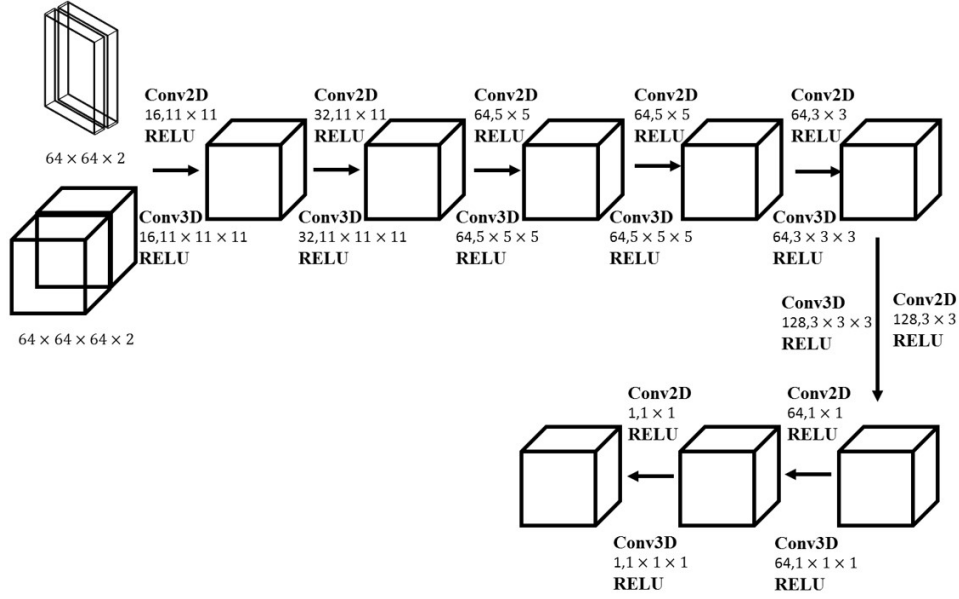 64 × 64 × 2
64 × 64 × 64 × 2
Conv2D
16,11 × 11
RELU
Conv3D
16,11 × 11 × 11
RELU
Conv2D
32,11 × 11
RELU
Conv3D
32,11 × 11 × 11
RELU
Conv2D
64,5 × 5
RELU
Conv3D
64,5 × 5 × 5
RELU
Conv2D
64,5 × 5
RELU
Conv3D
64,5 × 5 × 5
RELU
Conv2D
64,3 × 3
RELU
Conv3D
64,3 × 3 × 3
RELU
Conv3D
128,3 × 3 × 3
RELU
Conv2D
128,3 × 3
RELU
Conv2D
64,1 × 1
RELU
Conv3D
64,1 × 1 × 1
RELU
Conv2D
1,1 × 1
RELU
Conv3D
1,1 × 1 × 1
RELU